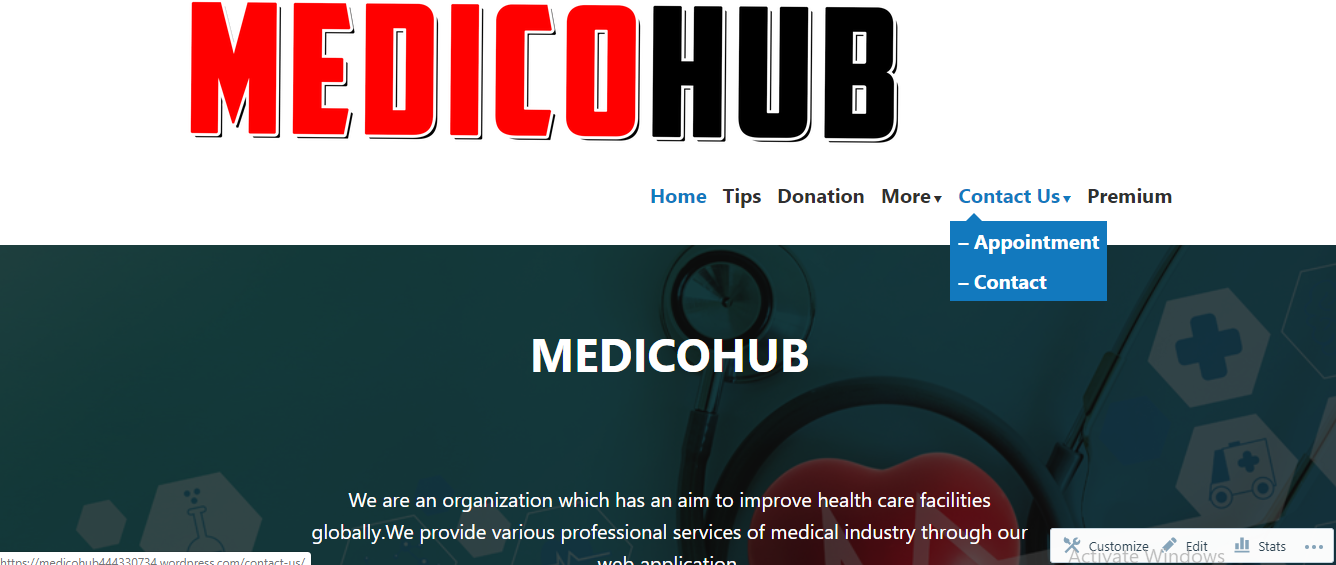 MEDICOHUB
Home Tips Donation More▾ Contact Us▾ Premium
– Appointment
– Contact
MEDICOHUB
We are an organization which has an aim to improve health care facilities
globally.We provide various professional services of medical industry through our
web application
Customize Edit Stats ...
Activate Windows
https://medicohub444330734.wordpress.com/contact-us/